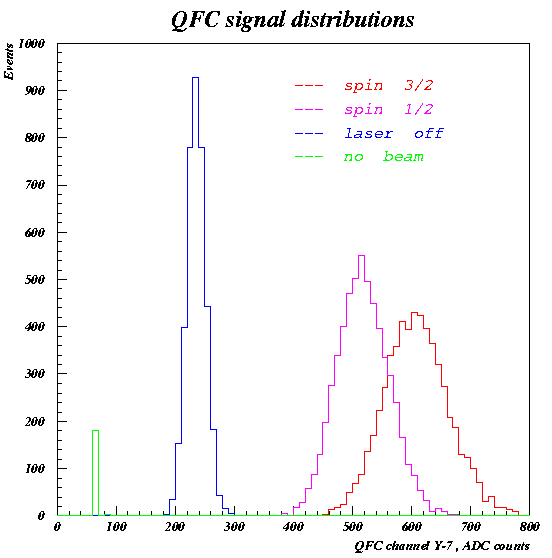 QFC signal distributions
Events
1000
900
800
700
600
500
400
300
200
100
0
--- spin 3/2
--- spin 1/2
--- laser off
--- no beam
0 100 200 300 400 500 600 700 800
QFC channel Y-7 , ADC counts